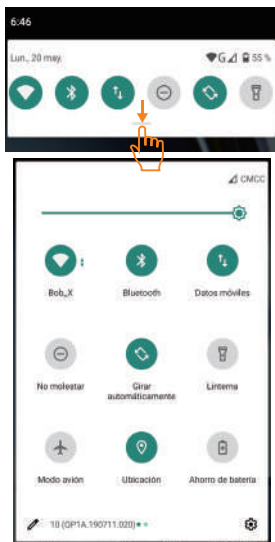 6:46
Lun., 20 may.
G 55 %
CMCC
Bob_X
Bluetooth
Datos móviles
No molestar
Girar
automáticamente
Linterna
Modo avión
Ubicación
Ahorro de batería
10 (QP1A.190711.020)